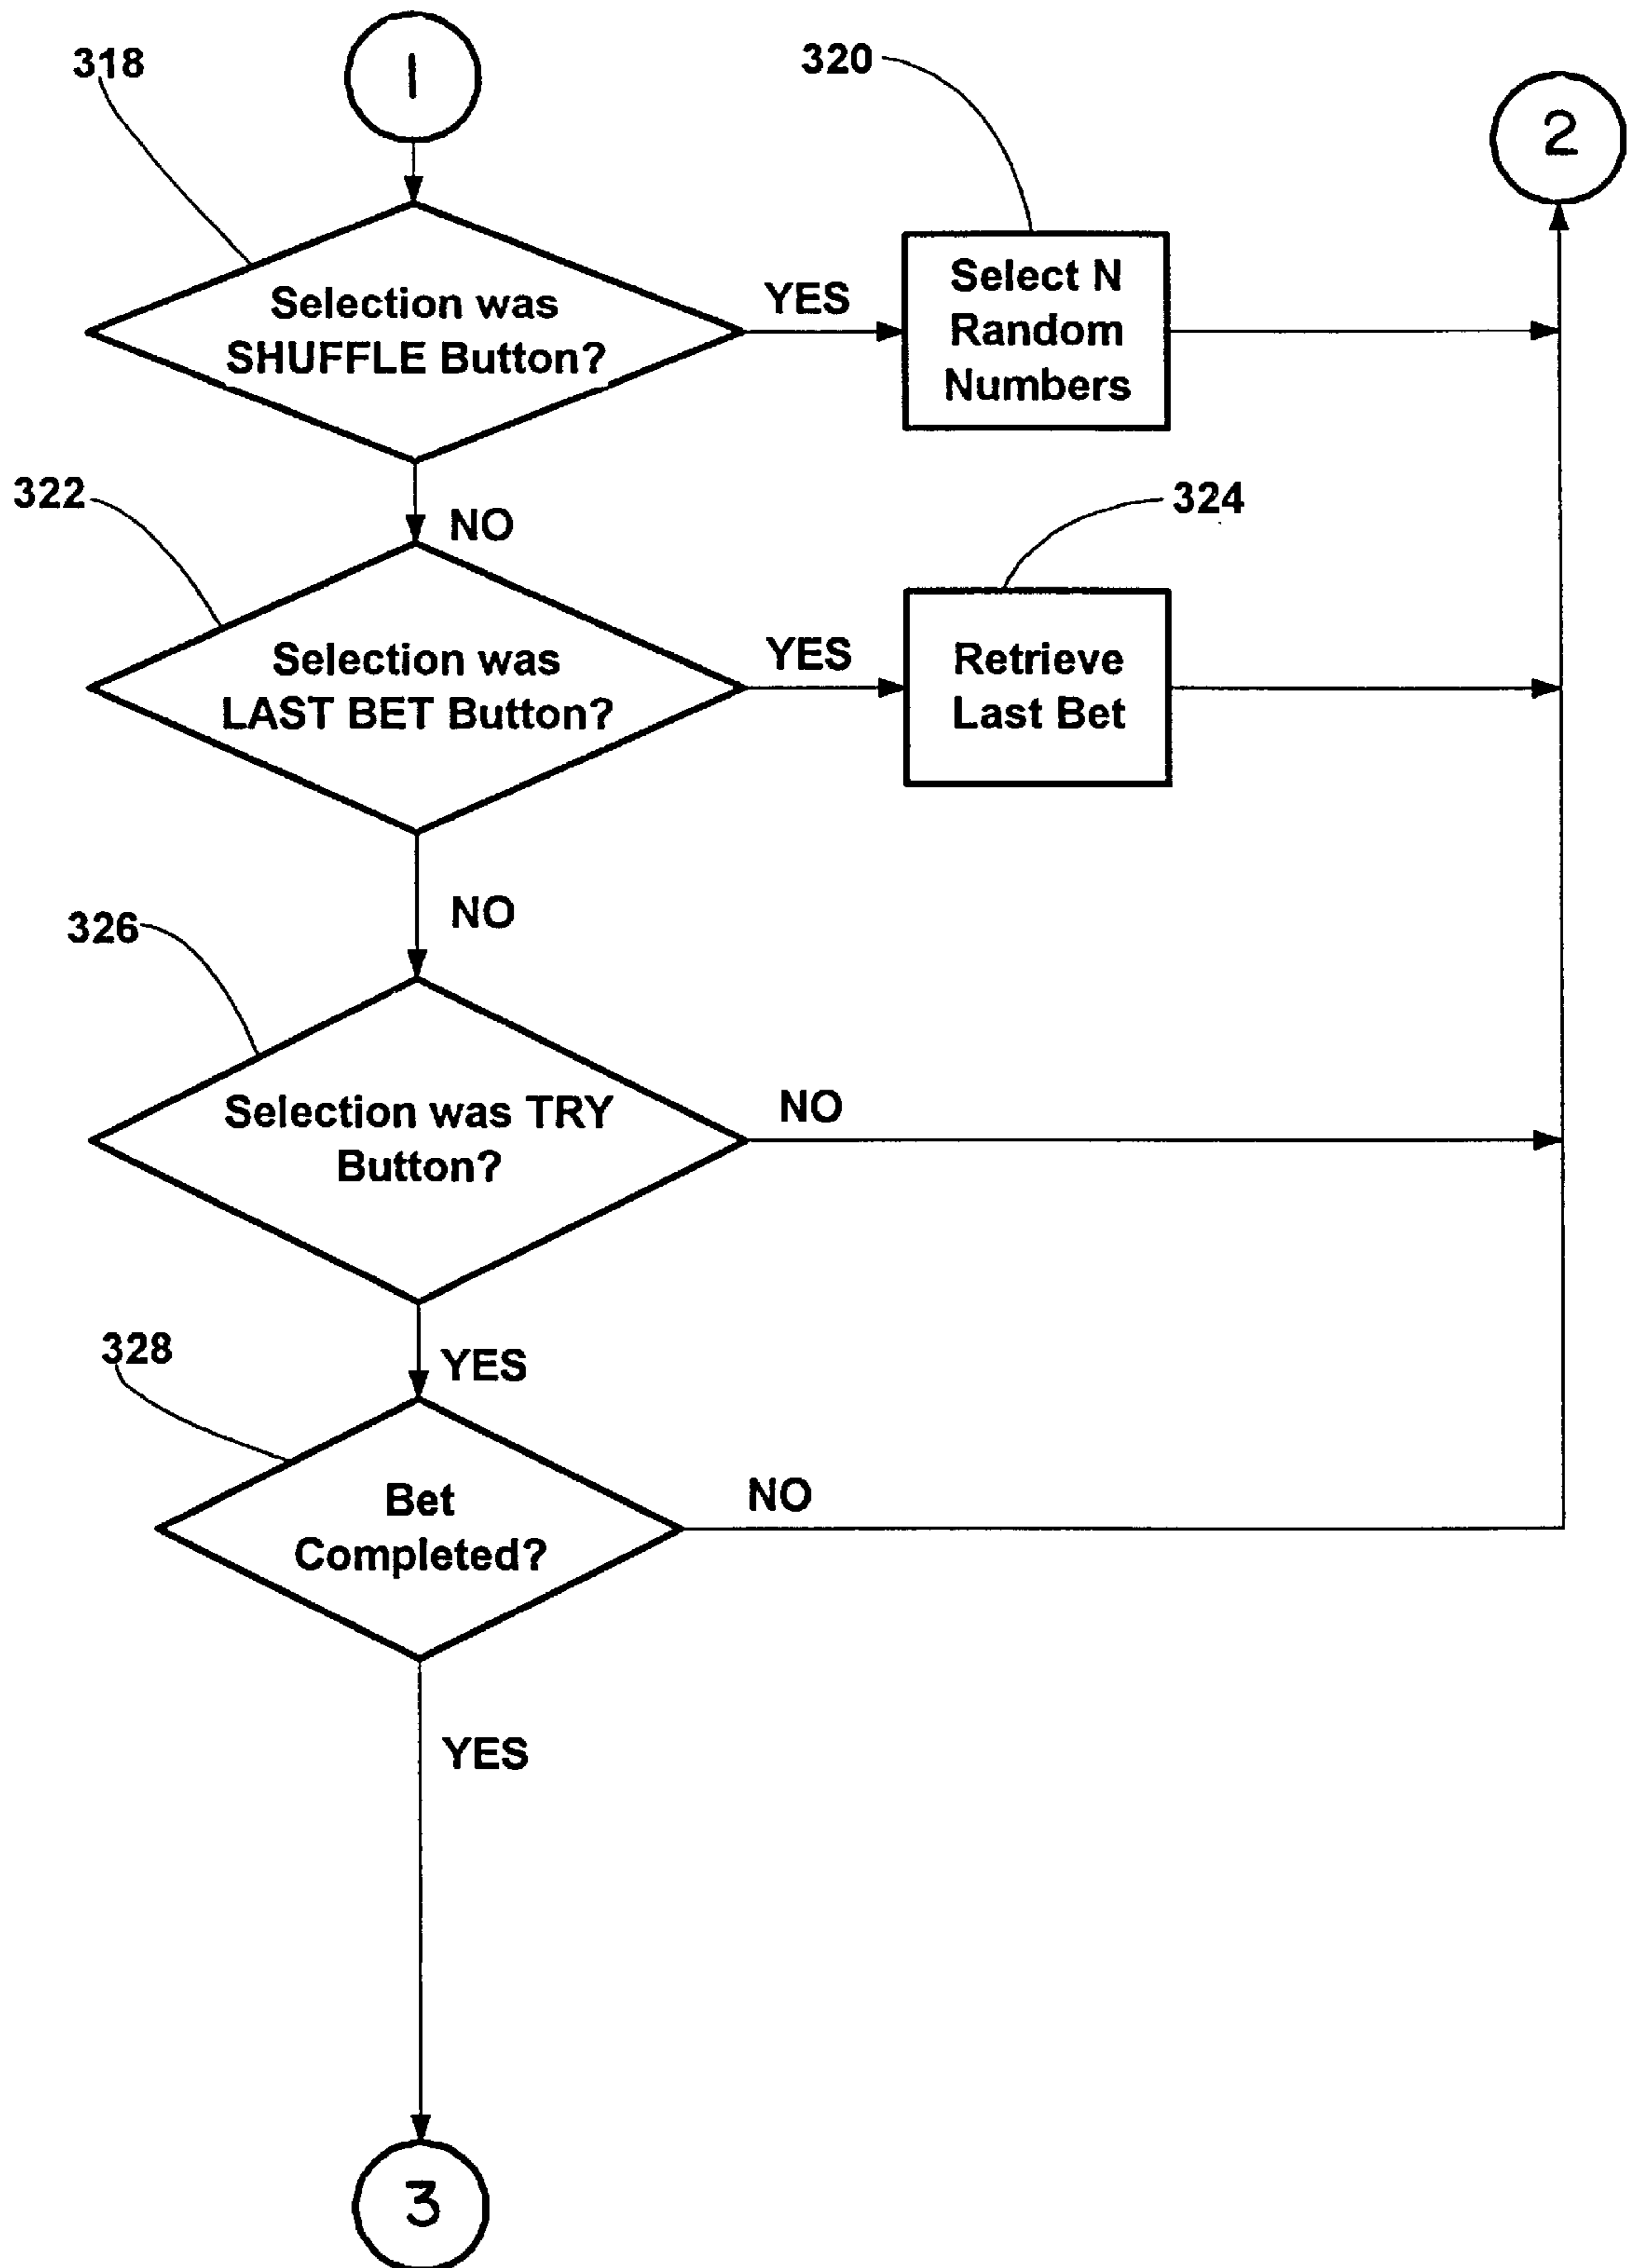 318
1
320
2
Selection was
SHUFFLE Button?
YES
Select N
Random
Numbers
322
NO
324
Selection was
LAST BET Button?
YES
Retrieve
Last Bet
326
NO
Selection was TRY
Button?
NO
328
YES
Bet
Completed?
NO
YES
3